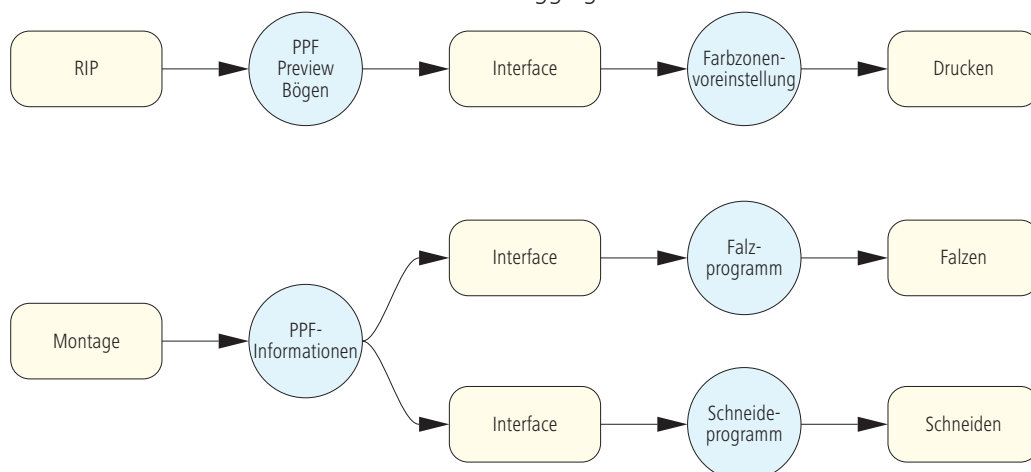 RIP
PPF
Preview
Bögen
Interface
Farbzonen-
voreinstellung
Drucken
Interface
Falz-
programm
Falzen
Montage
PPF-
Informationen
Interface
Schneide-
programm
Schneiden